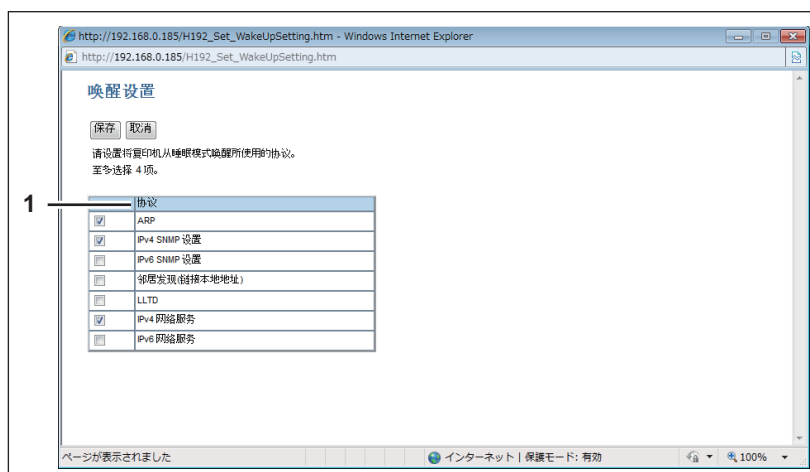 http://192.168.0.185/H192_Set_WakeUpSetting.htm - Windows Internet Explorer
http://192.168.0.185/H192_Set_WakeUpSetting.htm
唤醒设置
保存 取消
请设置将复印机从睡眠模式唤醒所使用的协议。
至多选择 4项。
1
协议
ARP
IPv4 SNMP 设置
IPv6 SNMP 设置
邻居发现(链接本地地址)
LLTD
IPv4 网络服务
IPv6 网络服务
ページが表示されました インターネット | 保護モード: 有効 100%